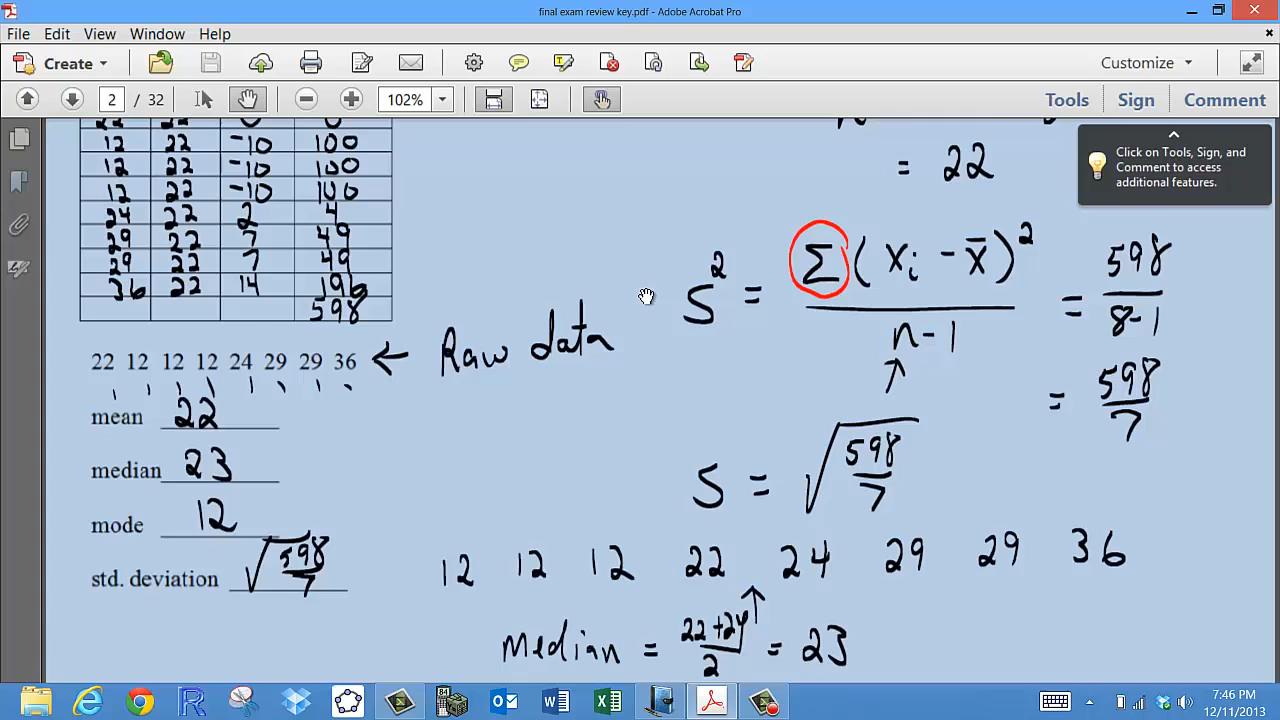 final exam review key.pdf - Adobe Acrobat Pro
File Edit View Window Help
Create Customize
2 / 32 102% Tools Sign Comment
Click on Tools, Sign, and
Comment to access
additional features.
22 22 0 0
12 22 -10 100
12 22 -10 100
12 22 -10 100
24 22 2 4
29 22 7 49
29 22 7 49
36 22 14 196
598
= 22
S² = Σ(xᵢ - x̄)² / n-1 = 598 / 8-1
= 598/7
22 12 12 12 24 29 29 36 ← Raw data
mean 22
median 23
mode 12
std. deviation √598/7
S = √598/7
12 12 12 22 24 29 29 36
Median = 22+24 / 2 = 23
7:46 PM
12/11/2013